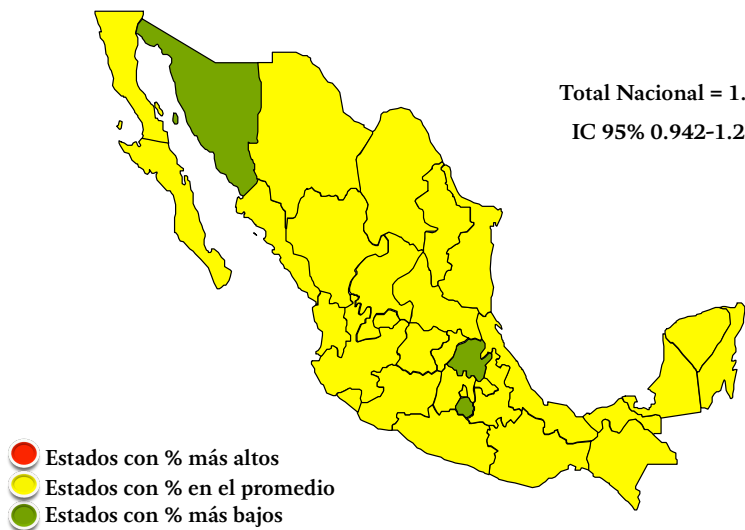 Total Nacional = 1.
IC 95% 0.942-1.2
Estados con % más altos
Estados con % en el promedio
Estados con % más bajos